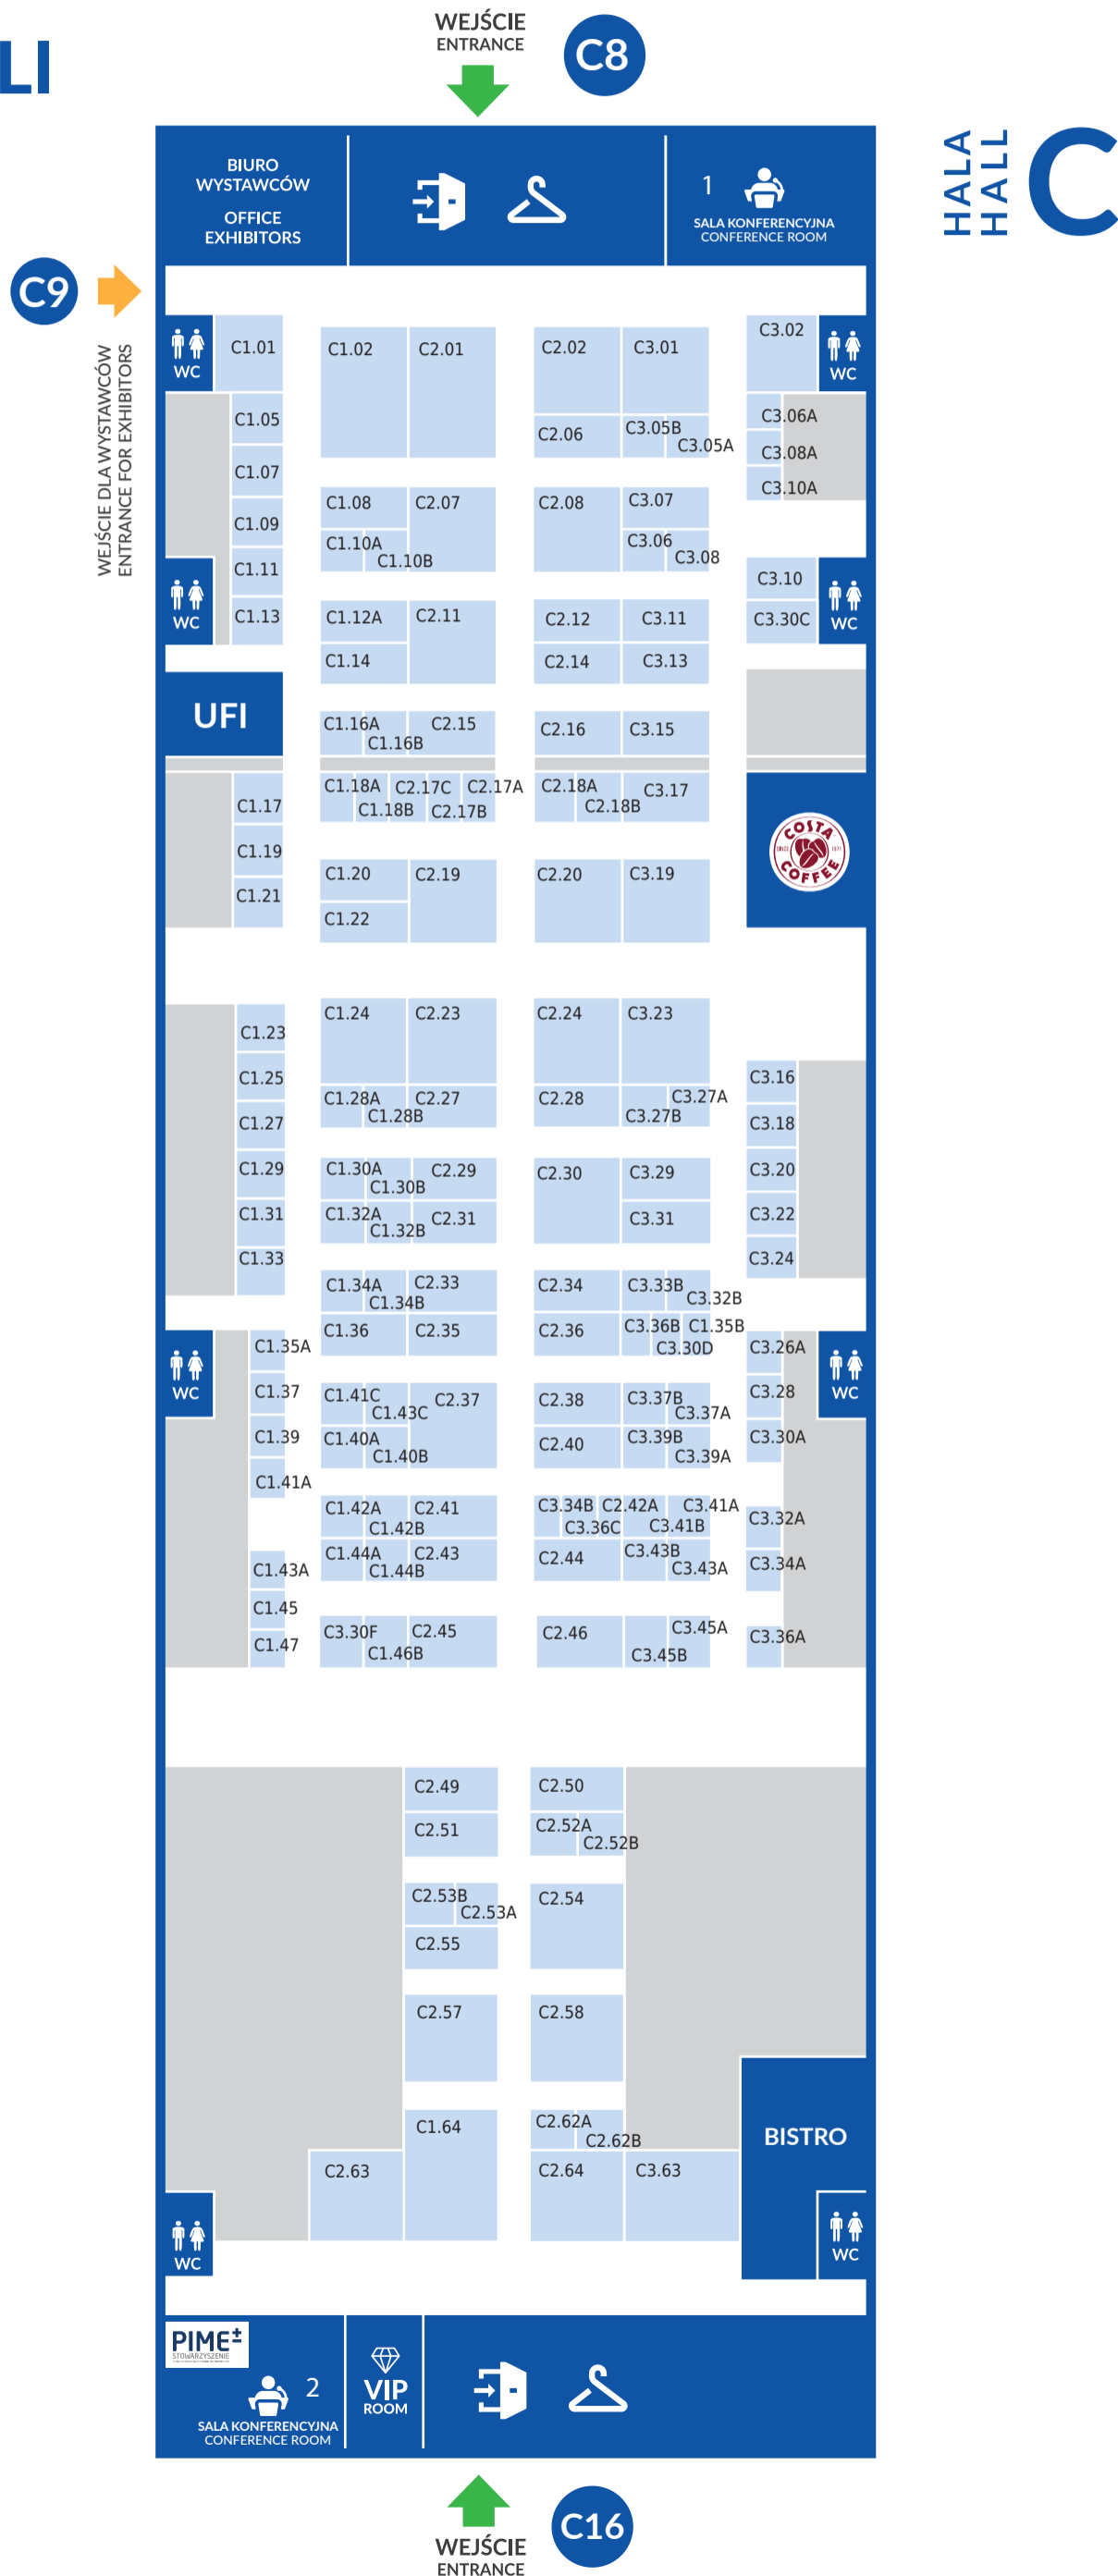 WEJŚCIE
ENTRANCE
C8
LI
HALA
HALL
C
BIURO
WYSTAWCÓW
OFFICE
EXHIBITORS
1
SALA KONFERENCYJNA
CONFERENCE ROOM
C9
WEJŚCIE DLA WYSTAWCÓW
ENTRANCE FOR EXHIBITORS
WC
C1.01
C1.02
C2.01
C2.02
C3.01
C3.02
WC
C1.05
C2.06
C3.05B
C3.05A
C3.06A
C1.07
C3.08A
C3.10A
C1.08
C2.07
C2.08
C3.07
C1.09
C1.10A
C1.10B
C3.06
C3.08
C1.11
C3.10
WC
C1.13
C1.12A
C2.11
C2.12
C3.11
C3.30C
WC
C1.14
C2.14
C3.13
UFI
C1.16A
C1.16B
C2.15
C2.16
C3.15
C1.17
C1.18A
C1.18B
C2.17C
C2.17B
C2.17A
C2.18A
C2.18B
C3.17
COSTA
SINCE 1971
COFFEE
C1.19
C1.21
C1.20
C2.19
C2.20
C3.19
C1.22
C1.23
C1.24
C2.23
C2.24
C3.23
C1.25
C3.16
C1.27
C1.28A
C1.28B
C2.27
C2.28
C3.27B
C3.27A
C3.18
C1.29
C1.30A
C1.30B
C2.29
C2.30
C3.29
C3.20
C1.31
C1.32A
C1.32B
C2.31
C3.31
C3.22
C1.33
C3.24
C1.34A
C1.34B
C2.33
C2.34
C3.33B
C3.32B
C1.36
C2.35
C2.36
C3.36B
C3.30D
C1.35B
WC
C1.35A
C3.26A
WC
C1.37
C1.41C
C1.43C
C2.37
C2.38
C3.37B
C3.37A
C3.28
C1.39
C1.40A
C1.40B
C2.40
C3.39B
C3.39A
C3.30A
C1.41A
C1.42A
C1.42B
C2.41
C3.34B
C3.36C
C2.42A
C3.41B
C3.41A
C3.32A
C1.43A
C1.44A
C1.44B
C2.43
C2.44
C3.43B
C3.43A
C3.34A
C1.45
C1.47
C3.30F
C1.46B
C2.45
C2.46
C3.45B
C3.45A
C3.36A
C2.49
C2.50
C2.51
C2.52A
C2.52B
C2.53B
C2.53A
C2.54
C2.55
C2.57
C2.58
C1.64
C2.62A
C2.62B
BISTRO
C2.63
C2.64
C3.63
WC
WC
PIME
STOWARZYSZENIE
2
SALA KONFERENCYJNA
CONFERENCE ROOM
VIP
ROOM
WEJŚCIE
ENTRANCE
C16